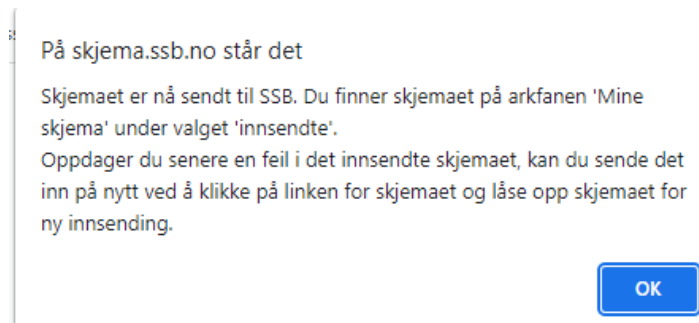 På skjema.ssb.no står det
Skjemaet er nå sendt til SSB. Du finner skjemaet på arkfanen 'Mine
skjema' under valget 'innsendte'.
Oppdager du senere en feil i det innsendte skjemaet, kan du sende det
inn på nytt ved å klikke på linken for skjemaet og låse opp skjemaet for
ny innsending.
OK